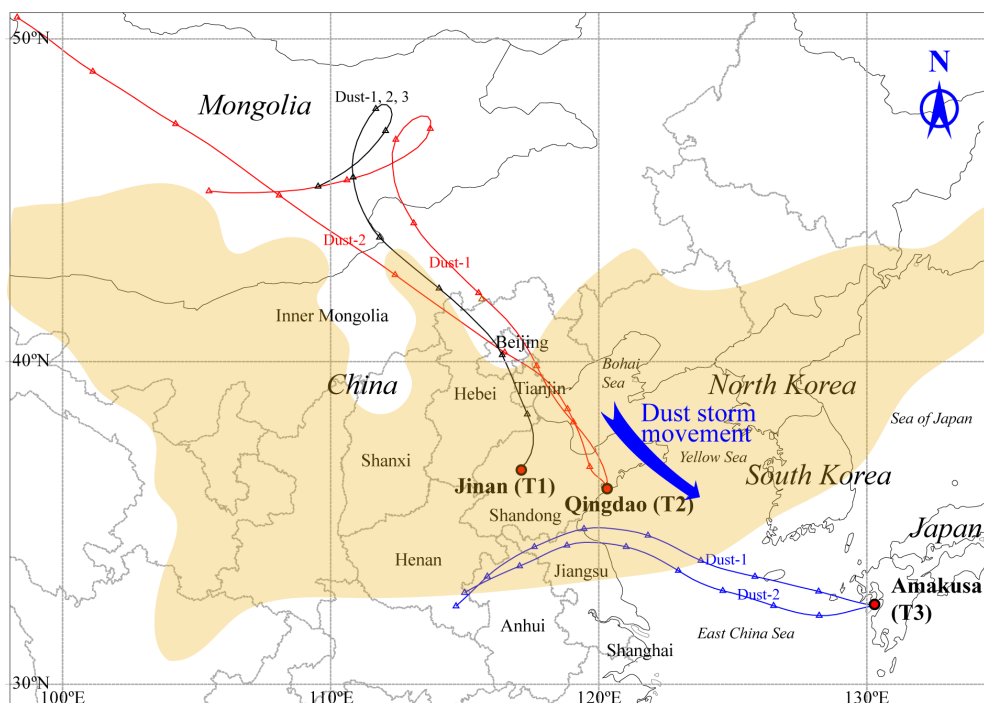 50ºN
N
Mongolia
Dust-1, 2, 3
Dust-2
Dust-1
Inner Mongolia
Beijing
40ºN
Bohai
Sea
China
Hebei
Tianjin
North Korea
Dust storm
movement
Sea of Japan
Shanxi
Yellow Sea
South Korea
Jinan (T1)
Qingdao (T2)
Shandong
Japan
Henan
Jiangsu
Dust-1
Dust-2
Amakusa
(T3)
Anhui
East China Sea
Shanghai
30ºN
100ºE
110ºE
120ºE
130ºE